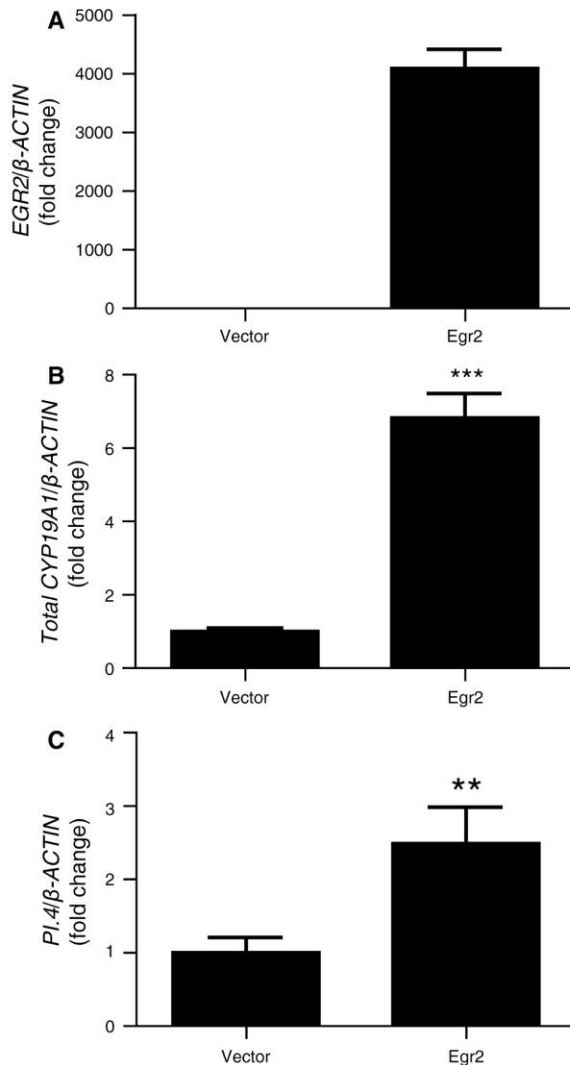 A
EGR2/β-ACTIN
(fold change)
5000
4000
3000
2000
1000
0
Vector
Egr2
B
Total CYP19A1/β-ACTIN
(fold change)
8
6
4
2
0
***
Vector
Egr2
C
PI.4/β-ACTIN
(fold change)
4
3
2
1
0
**
Vector
Egr2